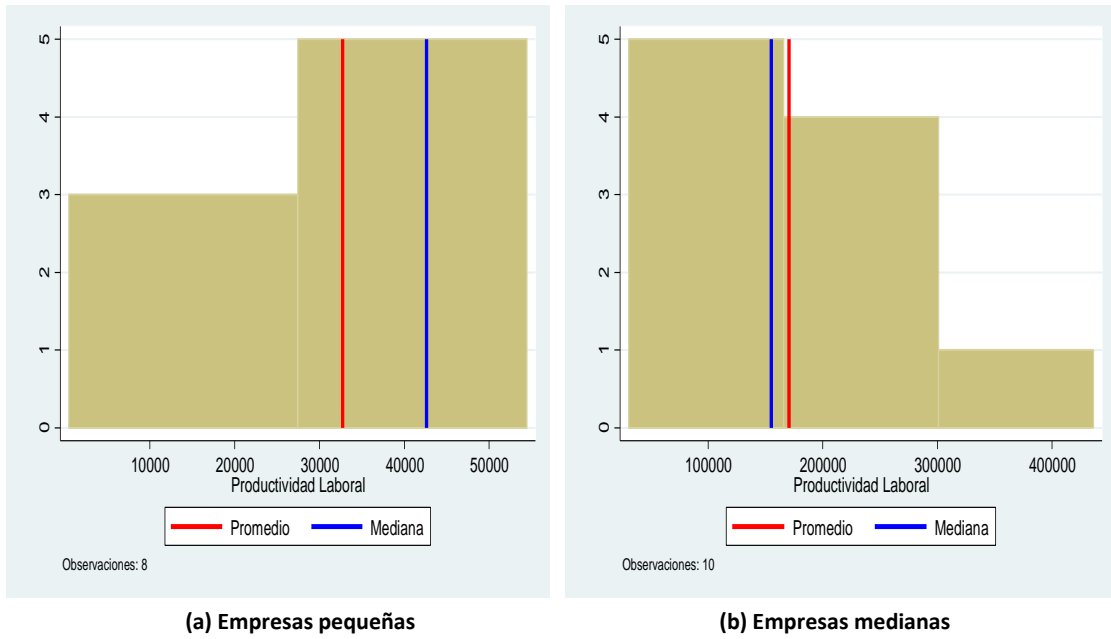 5
4
3
2
1
0
10000 20000 30000 40000 50000
Productividad Laboral
Promedio Mediana
Observaciones: 8
(a) Empresas pequeñas
5
4
3
2
1
0
100000 200000 300000 400000
Productividad Laboral
Promedio Mediana
Observaciones: 10
(b) Empresas medianas